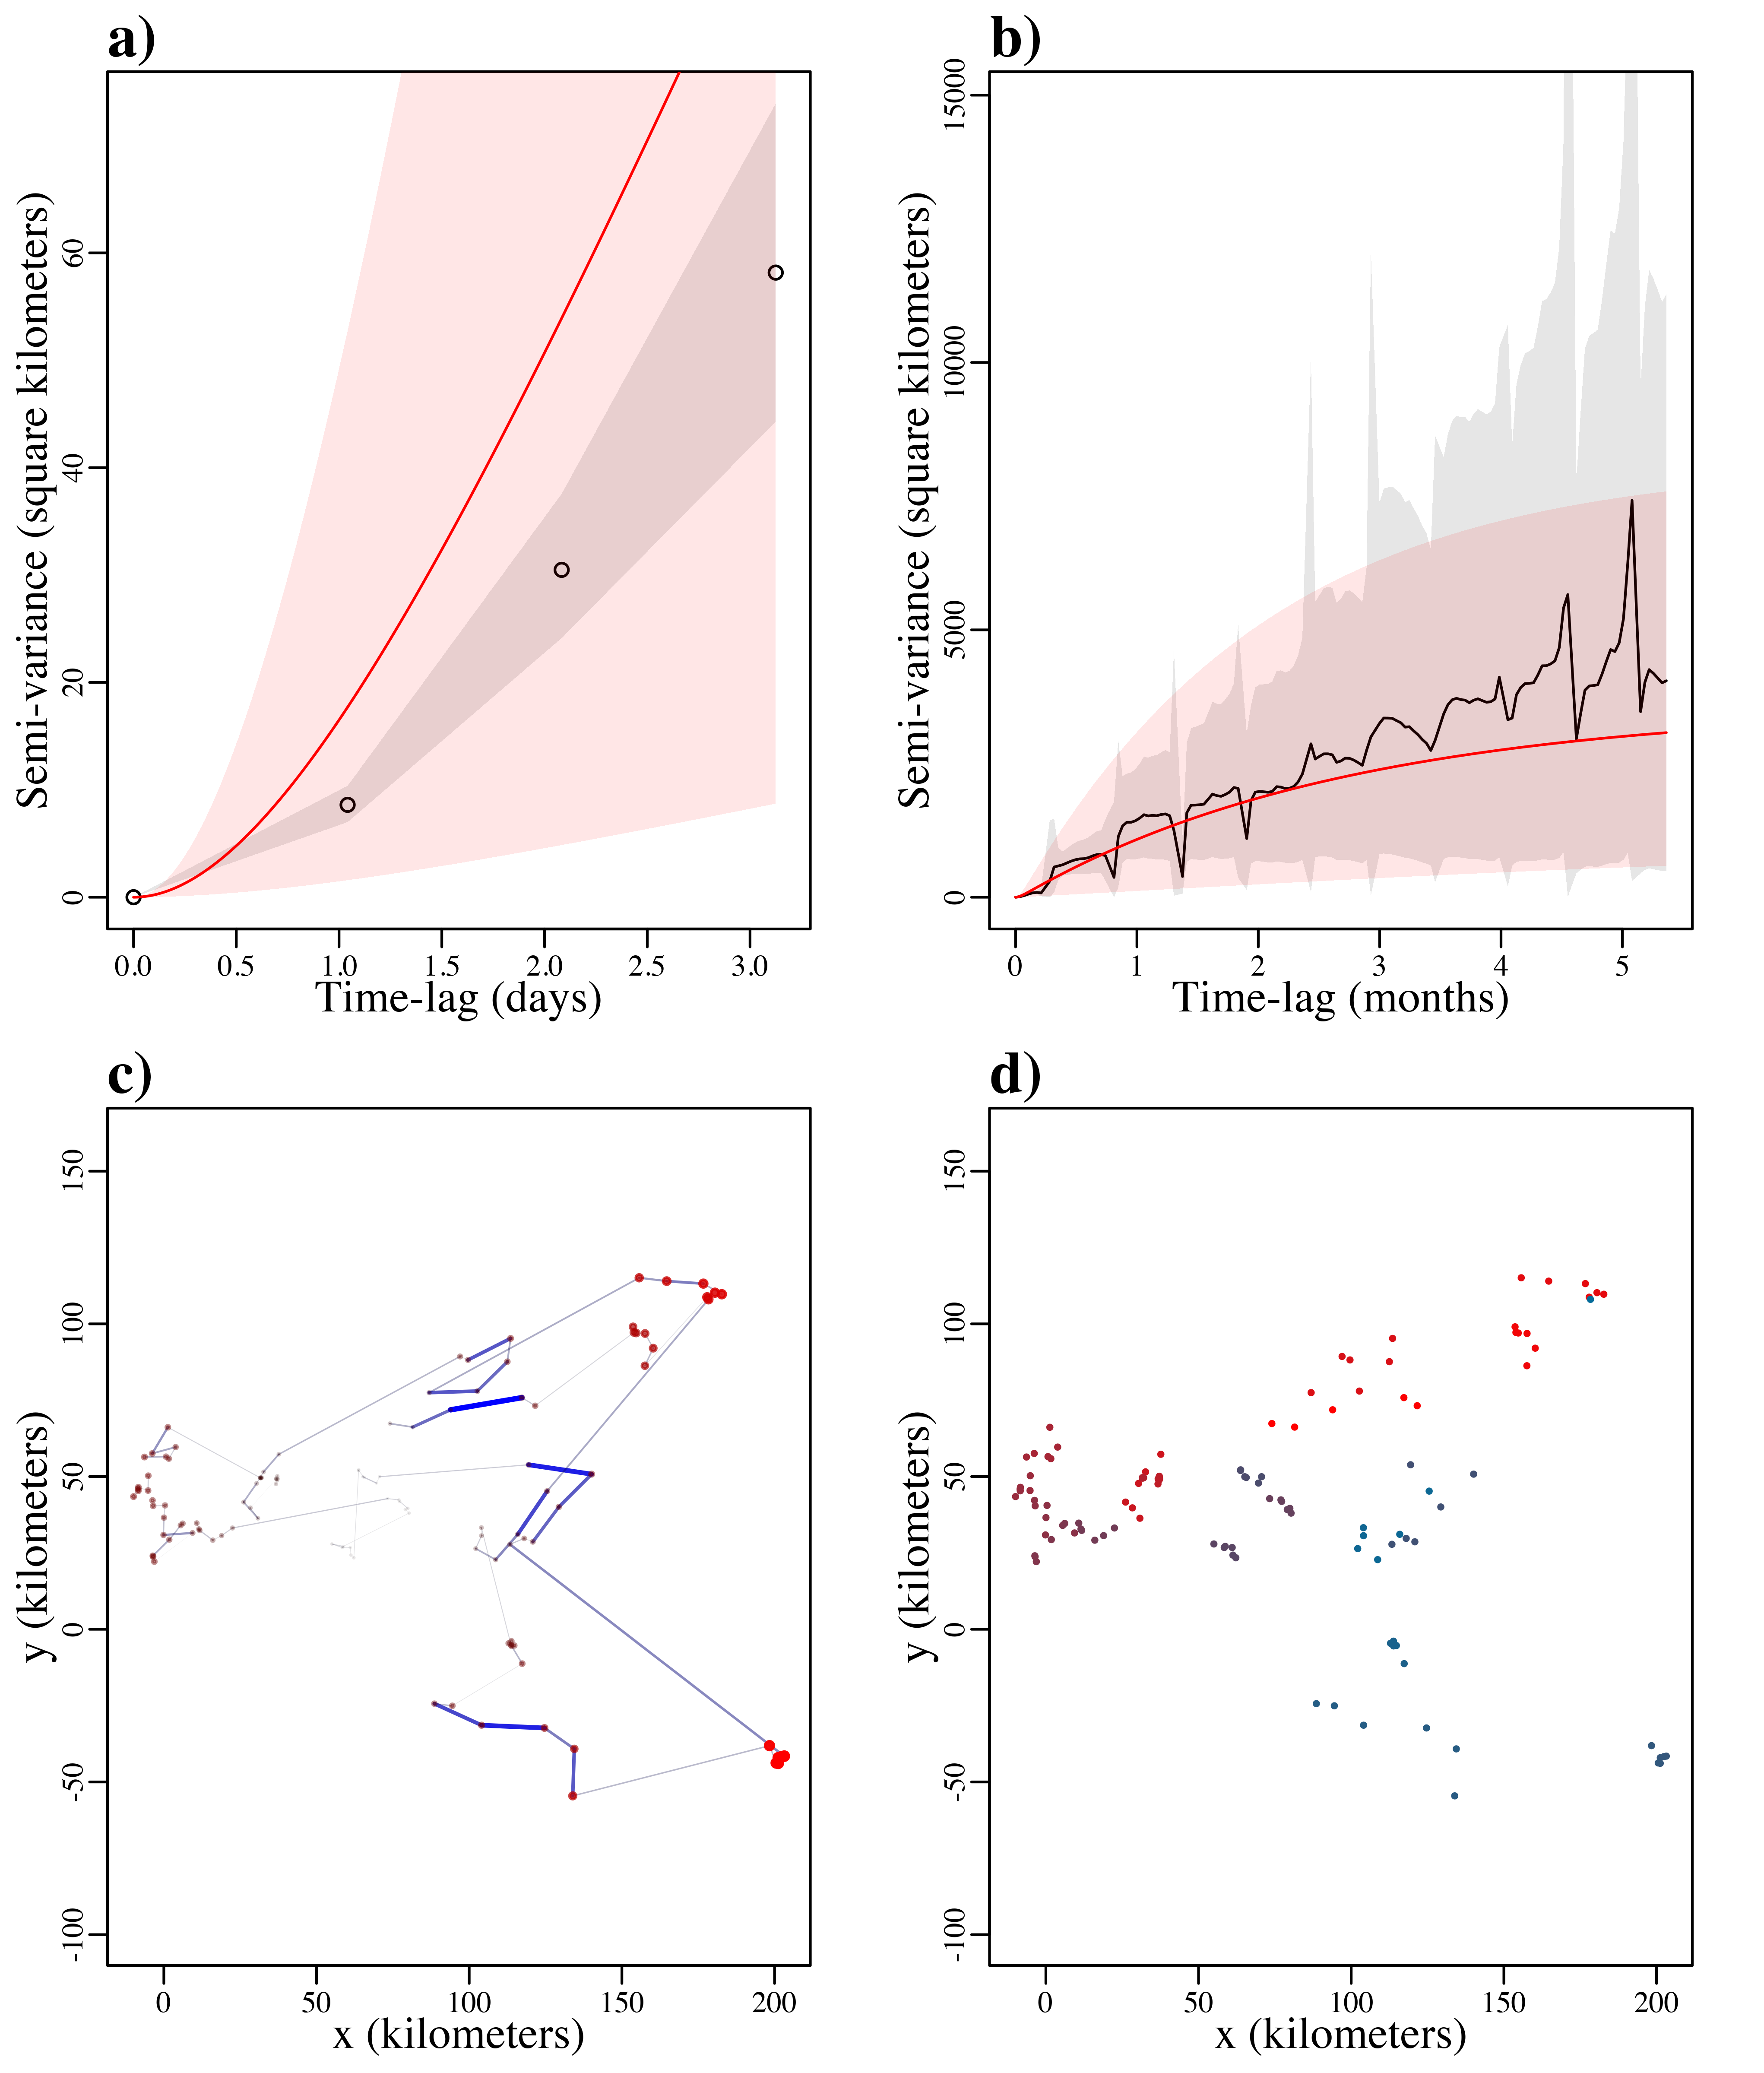 a)
Semi-variance (square kilometers)
60
40
20
0
0.0 0.5 1.0 1.5 2.0 2.5 3.0
Time-lag (days)
b)
Semi-variance (square kilometers)
15000
10000
5000
0
0 1 2 3 4 5
Time-lag (months)
c)
y (kilometers)
150
100
50
0
-50
-100
0 50 100 150 200
x (kilometers)
d)
y (kilometers)
150
100
50
0
-50
-100
0 50 100 150 200
x (kilometers)